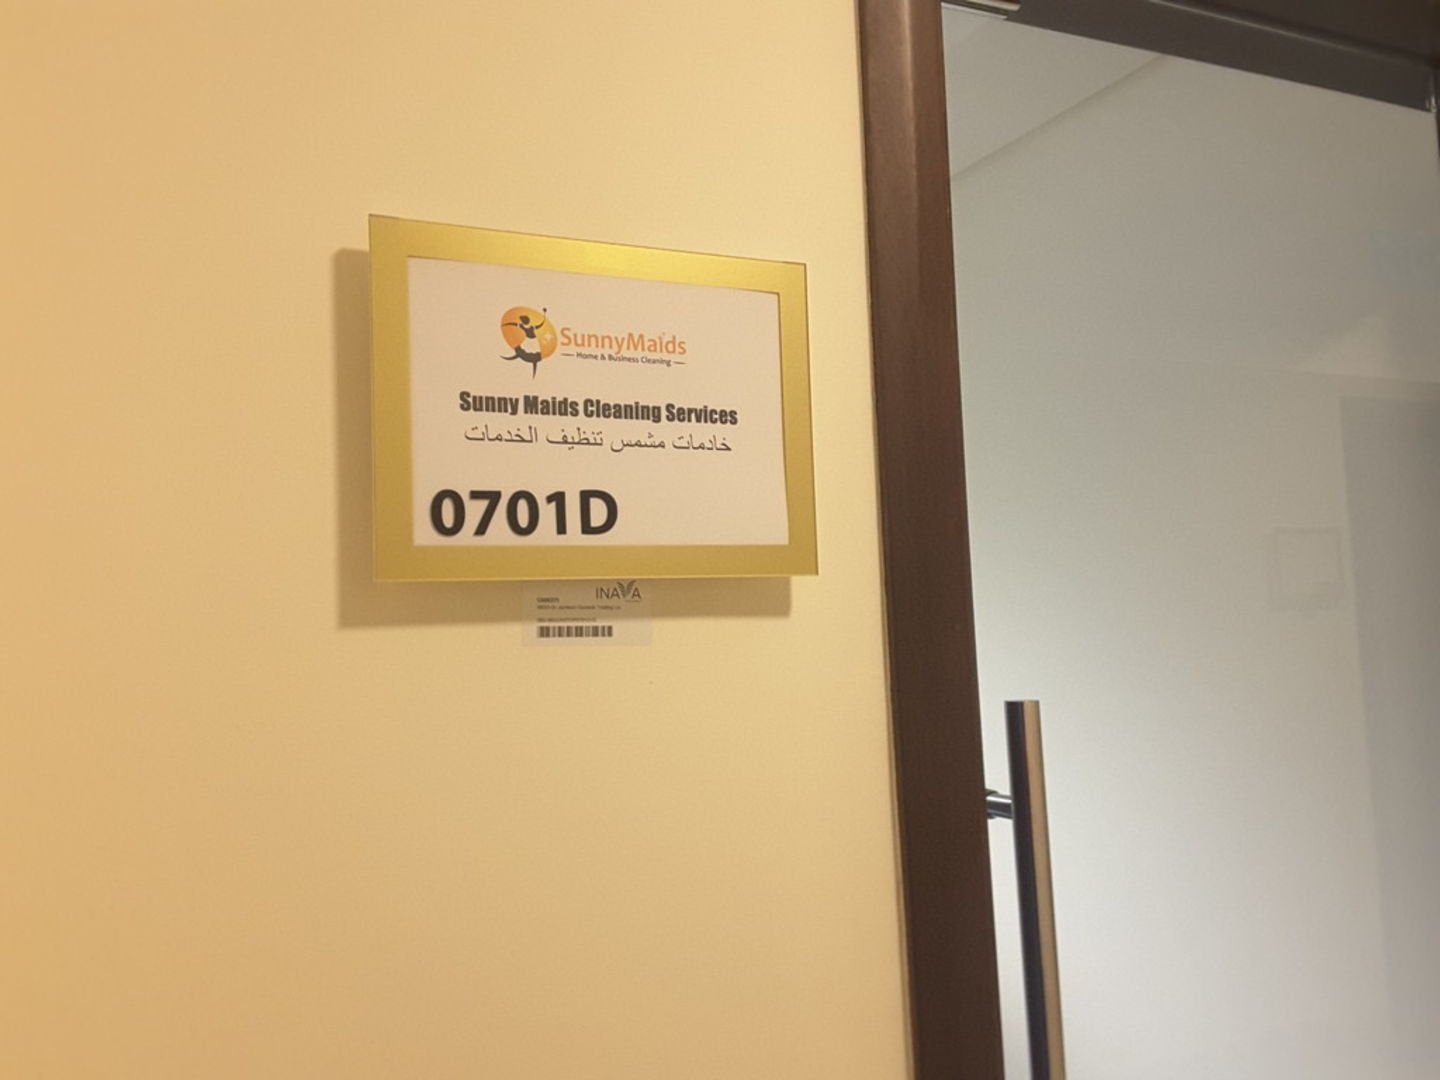 SunnyMaids
Home & Business Cleaning
Sunny Maids Cleaning Services
خادمات مشمس تنظيف الخدمات
0701D
INAYA